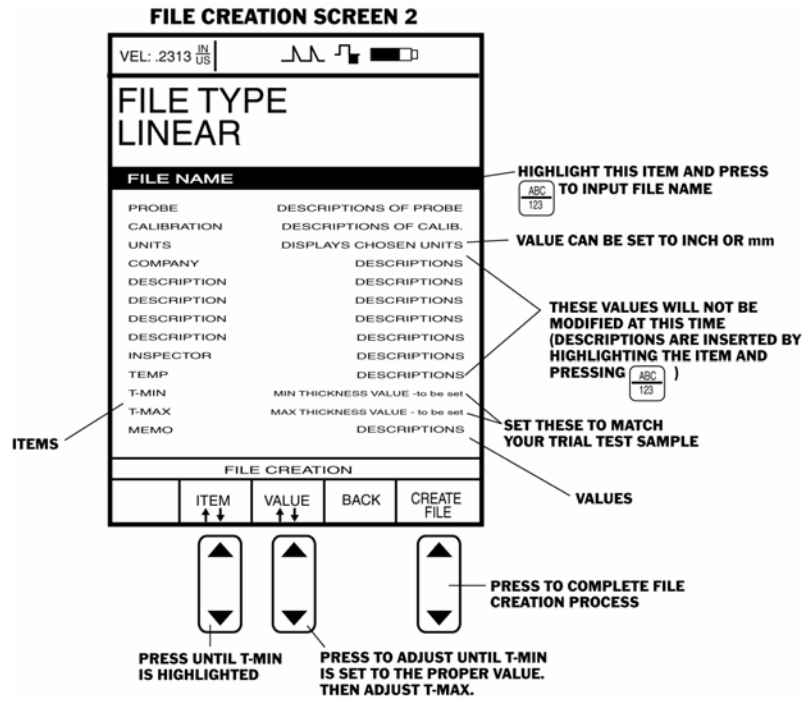 FILE CREATION SCREEN 2
VEL: .2313 IN
US
FILE TYPE
LINEAR
FILE NAME
PROBE DESCRIPTIONS OF PROBE
CALIBRATION DESCRIPTIONS OF CALIB.
UNITS DISPLAYS CHOSEN UNITS
COMPANY DESCRIPTIONS
DESCRIPTION DESCRIPTIONS
DESCRIPTION DESCRIPTIONS
DESCRIPTION DESCRIPTIONS
DESCRIPTION DESCRIPTIONS
INSPECTOR DESCRIPTIONS
TEMP DESCRIPTIONS
T-MIN MIN THICKNESS VALUE -to be set
T-MAX MAX THICKNESS VALUE - to be set
MEMO DESCRIPTIONS
FILE CREATION
ITEM VALUE BACK CREATE
FILE
HIGHLIGHT THIS ITEM AND PRESS
ABC
123
TO INPUT FILE NAME
VALUE CAN BE SET TO INCH OR mm
THESE VALUES WILL NOT BE
MODIFIED AT THIS TIME
(DESCRIPTIONS ARE INSERTED BY
HIGHLIGHTING THE ITEM AND
PRESSING ABC
123 )
SET THESE TO MATCH
YOUR TRIAL TEST SAMPLE
ITEMS
VALUES
PRESS TO COMPLETE FILE
CREATION PROCESS
PRESS UNTIL T-MIN
IS HIGHLIGHTED
PRESS TO ADJUST UNTIL T-MIN
IS SET TO THE PROPER VALUE.
THEN ADJUST T-MAX.